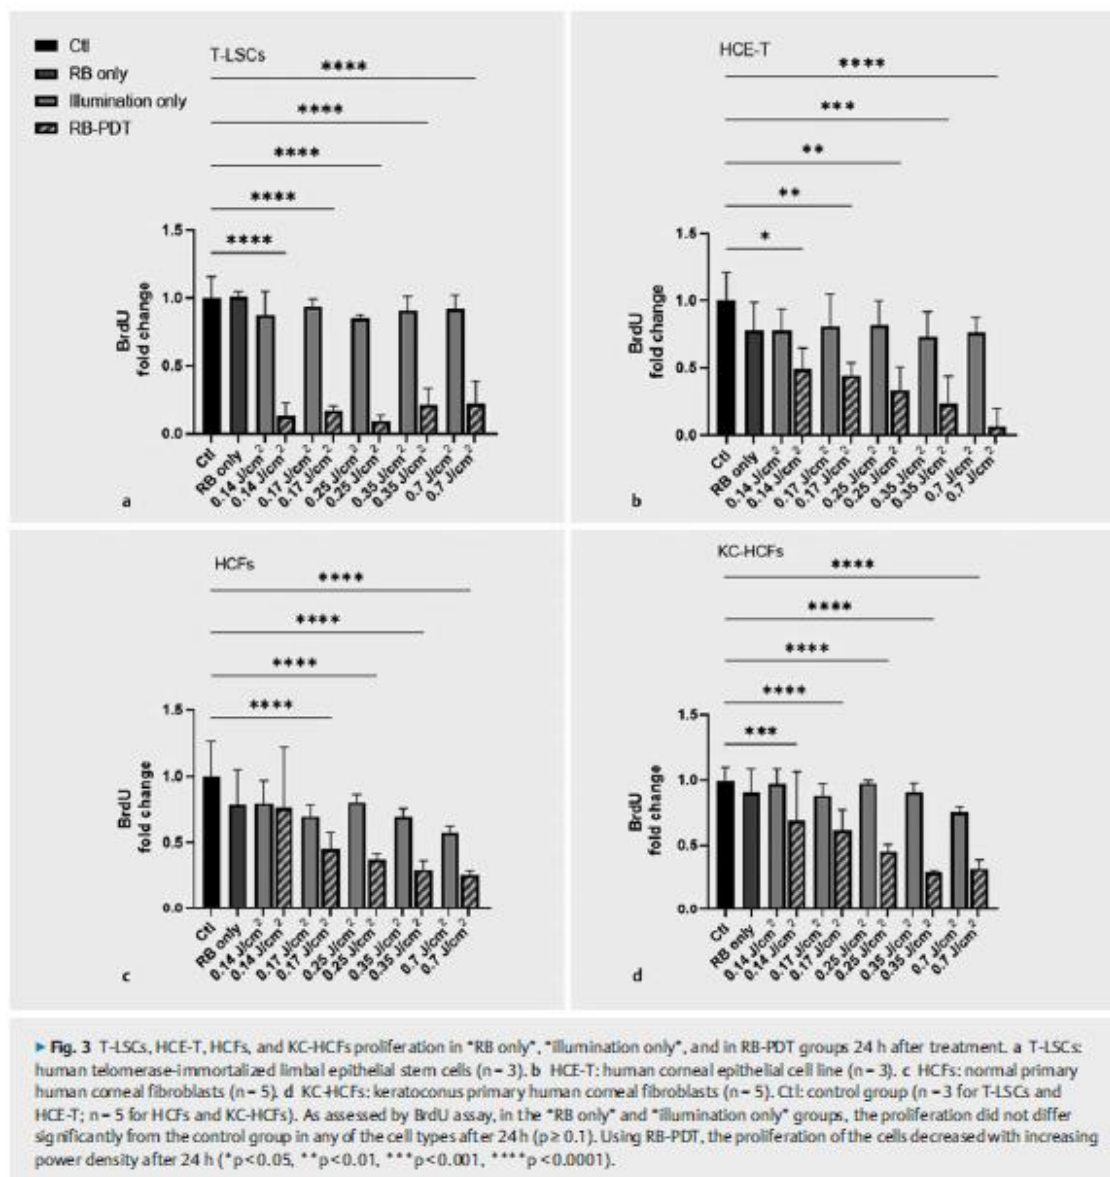 Ctl
RB only
Illumination only
RB-PDT
T-LSCs
****
****
****
****
****
1.5
1.0
0.5
0.0
BrdU
fold change
Ctl
RB only
0.14 J/cm²
0.14 J/cm²
0.17 J/cm²
0.17 J/cm²
0.25 J/cm²
0.25 J/cm²
0.35 J/cm²
0.35 J/cm²
0.7 J/cm²
0.7 J/cm²
a
HCE-T
****
***
**
**
*
1.5
1.0
0.5
0.0
BrdU
fold change
Ctl
RB only
0.14 J/cm²
0.14 J/cm²
0.17 J/cm²
0.17 J/cm²
0.25 J/cm²
0.25 J/cm²
0.35 J/cm²
0.35 J/cm²
0.7 J/cm²
0.7 J/cm²
b
HCFs
****
****
****
****
1.5
1.0
0.5
0.0
BrdU
fold change
Ctl
RB only
0.14 J/cm²
0.14 J/cm²
0.17 J/cm²
0.17 J/cm²
0.25 J/cm²
0.25 J/cm²
0.35 J/cm²
0.35 J/cm²
0.7 J/cm²
0.7 J/cm²
c
KC-HCFs
****
****
****
****
***
1.5
1.0
0.5
0.0
BrdU
fold change
Ctl
RB only
0.14 J/cm²
0.14 J/cm²
0.17 J/cm²
0.17 J/cm²
0.25 J/cm²
0.25 J/cm²
0.35 J/cm²
0.35 J/cm²
0.7 J/cm²
0.7 J/cm²
d
▶ Fig. 3 T-LSCs, HCE-T, HCFs, and KC-HCFs proliferation in "RB only", "illumination only", and in RB-PDT groups 24 h after treatment. a T-LSCs:
human telomerase-immortalized limbal epithelial stem cells (n = 3). b HCE-T: human corneal epithelial cell line (n = 3). c HCFs: normal primary
human corneal fibroblasts (n = 5). d KC-HCFs: keratoconus primary human corneal fibroblasts (n = 5). Ctl: control group (n = 3 for T-LSCs and
HCE-T; n = 5 for HCFs and KC-HCFs). As assessed by BrdU assay, in the "RB only" and "illumination only" groups, the proliferation did not differ
significantly from the control group in any of the cell types after 24 h (p ≥ 0.1). Using RB-PDT, the proliferation of the cells decreased with increasing
power density after 24 h (*p < 0.05, **p < 0.01, ***p < 0.001, ****p < 0.0001).